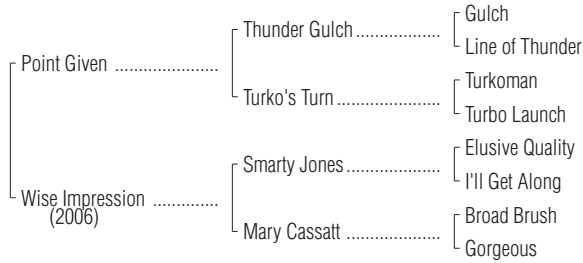 Gulch
Thunder Gulch ..................
Line of Thunder
Point Given ......................
Turkoman
Turko's Turn ......................
Turbo Launch
Elusive Quality
Smarty Jones ....................
I'll Get Along
Wise Impression ..............
(2006)
Broad Brush
Mary Cassatt ....................
Gorgeous